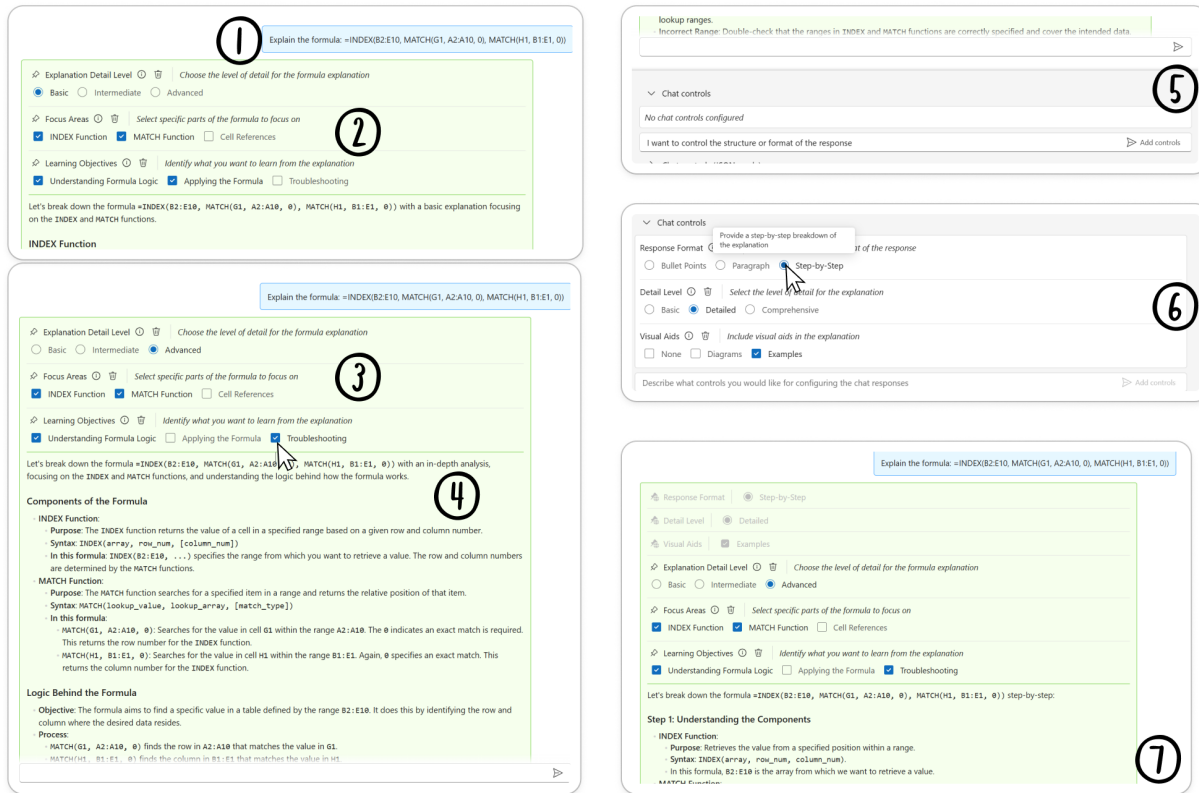 1
Explain the formula: =INDEX(B2:E10, MATCH(G1, A2:A10, 0), MATCH(H1, B1:E1, 0))
Explanation Detail Level Choose the level of detail for the formula explanation
Basic Intermediate Advanced
Focus Areas Select specific parts of the formula to focus on
2
INDEX Function MATCH Function Cell References
Learning Objectives Identify what you want to learn from the explanation
Understanding Formula Logic Applying the Formula Troubleshooting
Let's break down the formula =INDEX(B2:E10, MATCH(G1, A2:A10, 0), MATCH(H1, B1:E1, 0)) with a basic explanation focusing
on the INDEX and MATCH functions.
INDEX Function
Explain the formula: =INDEX(B2:E10, MATCH(G1, A2:A10, 0), MATCH(H1, B1:E1, 0))
Explanation Detail Level Choose the level of detail for the formula explanation
Basic Intermediate Advanced
Focus Areas Select specific parts of the formula to focus on
3
INDEX Function MATCH Function Cell References
Learning Objectives Identify what you want to learn from the explanation
Understanding Formula Logic Applying the Formula Troubleshooting
Let's break down the formula =INDEX(B2:E10, MATCH(G1, A2:A10, MATCH(H1, B1:E1, 0)) with an in-depth analysis,
focusing on the INDEX and MATCH functions, and understanding the logic behind how the formula works.
4
Components of the Formula
· INDEX Function:
· Purpose: The INDEX function returns the value of a cell in a specified range based on a given row and column number.
· Syntax: INDEX(array, row_num, [column_num])
· In this formula: INDEX(B2:E10, ...) specifies the range from which you want to retrieve a value. The row and column numbers
are determined by the MATCH functions.
· MATCH Function:
· Purpose: The MATCH function searches for a specified item in a range and returns the relative position of that item.
· Syntax: MATCH(lookup_value, lookup_array, [match_type])
· In this formula:
· MATCH(G1, A2:A10, 0): Searches for the value in cell G1 within the range A2:A10. The 0 indicates an exact match is required.
This returns the row number for the INDEX function.
· MATCH(H1, B1:E1, 0): Searches for the value in cell H1 within the range B1:E1. Again, 0 specifies an exact match. This
returns the column number for the INDEX function.
Logic Behind the Formula
· Objective: The formula aims to find a specific value in a table defined by the range B2:E10. It does this by identifying the row and
column where the desired data resides.
· Process:
· MATCH(G1, A2:A10, 0) finds the row in A2:A10 that matches the value in G1.
· MATCH(H1, B1:E1, 0) finds the column in B1:E1 that matches the value in H1
lookup ranges.
· Incorrect Range: Double-check that the ranges in INDEX and MATCH functions are correctly specified and cover the intended data.
5
Chat controls
No chat controls configured
I want to control the structure or format of the response Add controls
Chat controls
Provide a step-by-step breakdown of
the explanation
Response Format at of the response
Bullet Points Paragraph Step-by-Step
Detail Level Select the level of detail for the explanation
6
Basic Detailed Comprehensive
Visual Aids Include visual aids in the explanation
None Diagrams Examples
Describe what controls you would like for configuring the chat responses Add controls
Explain the formula: =INDEX(B2:E10, MATCH(G1, A2:A10, 0), MATCH(H1, B1:E1, 0))
Response Format Step-by-Step
Detail Level Detailed
Visual Aids Examples
Explanation Detail Level Choose the level of detail for the formula explanation
Basic Intermediate Advanced
Focus Areas Select specific parts of the formula to focus on
INDEX Function MATCH Function Cell References
Learning Objectives Identify what you want to learn from the explanation
Understanding Formula Logic Applying the Formula Troubleshooting
Let's break down the formula =INDEX(B2:E10, MATCH(G1, A2:A10, 0), MATCH(H1, B1:E1, 0)) step-by-step:
Step 1: Understanding the Components
· INDEX Function:
· Purpose: Retrieves the value from a specified position within a range.
· Syntax: INDEX(array, row_num, column_num).
· In this formula, B2:E10 is the array from which we want to retrieve a value.
7
· MATCH Function: